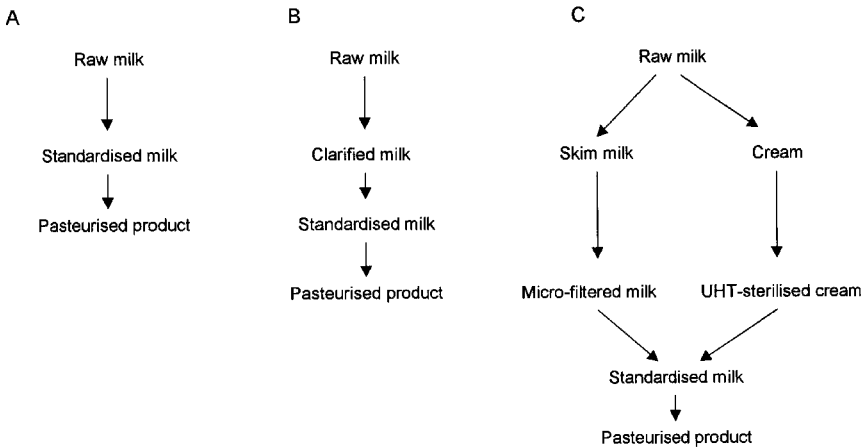 A
Raw milk
Standardised milk
Pasteurised product
B
Raw milk
Clarified milk
Standardised milk
Pasteurised product
C
Raw milk
Skim milk
Cream
Micro-filtered milk
UHT-sterilised cream
Standardised milk
Pasteurised product